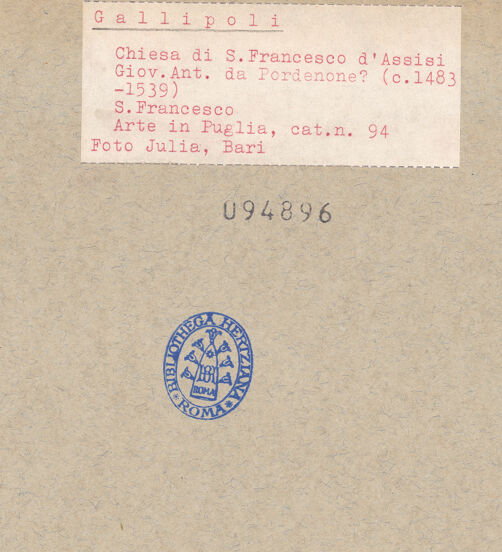 Gallipoli
Chiesa di S.Francesco d'Assisi
Giov.Ant. da Pordenone? (c.1483
-1539)
S.Francesco
Arte in Puglia, cat.n. 94
Foto Julia, Bari
U94896
BIBLIOTHECA HERTZIANA
ROMA
* ROMA *